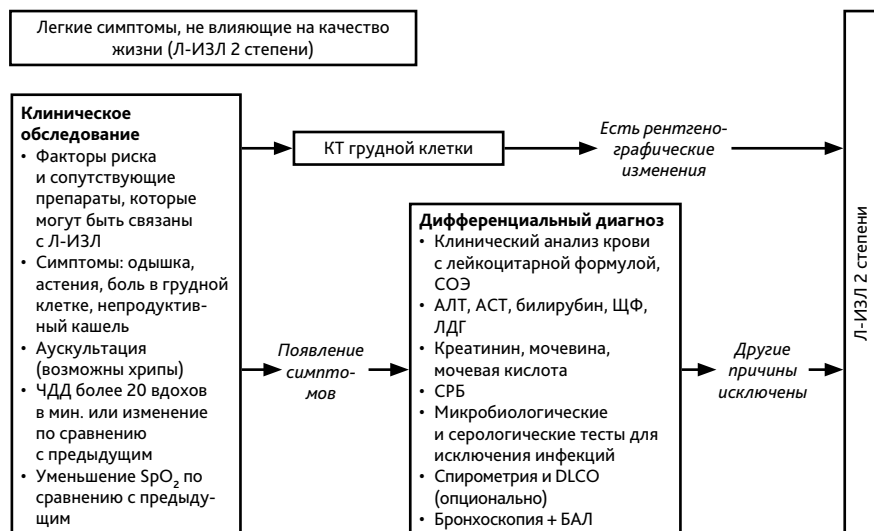 Легкие симптомы, не влияющие на качество
жизни (Л-ИЗЛ 2 степени)
Клиническое
обследование
• Факторы риска
и сопутствующие
препараты, которые
могут быть связаны
с Л-ИЗЛ
• Симптомы: одышка,
астения, боль в грудной
клетке, непродуктив-
ный кашель
• Аускультация
(возможны хрипы)
• ЧДД более 20 вдохов
в мин. или изменение
по сравнению
с предыдущим
• Уменьшение SpO₂ по
сравнению с предыду-
щим
КТ грудной клетки
Есть рентгено-
графические
изменения
Появление
симпто-
мов
Дифференциальный диагноз
• Клинический анализ крови
с лейкоцитарной формулой,
СОЭ
• АЛТ, АСТ, билирубин, ЩФ,
ЛДГ
• Креатинин, мочевина,
мочевая кислота
• СРБ
• Микробиологические
и серологические тесты для
исключения инфекций
• Спирометрия и DLCO
(опционально)
• Бронхоскопия + БАЛ
Другие
причины
исключены
Л-ИЗЛ 2 степени